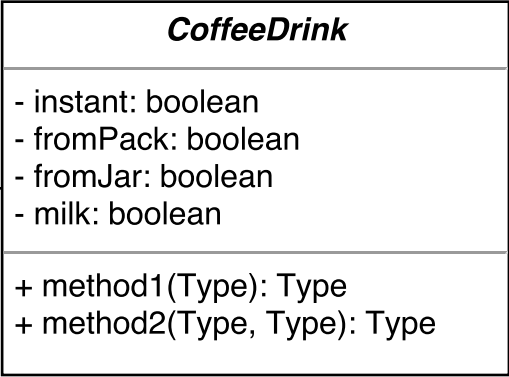 CoffeeDrink
- instant: boolean
- fromPack: boolean
- fromJar: boolean
- milk: boolean
+ method1(Type): Type
+ method2(Type, Type): Type